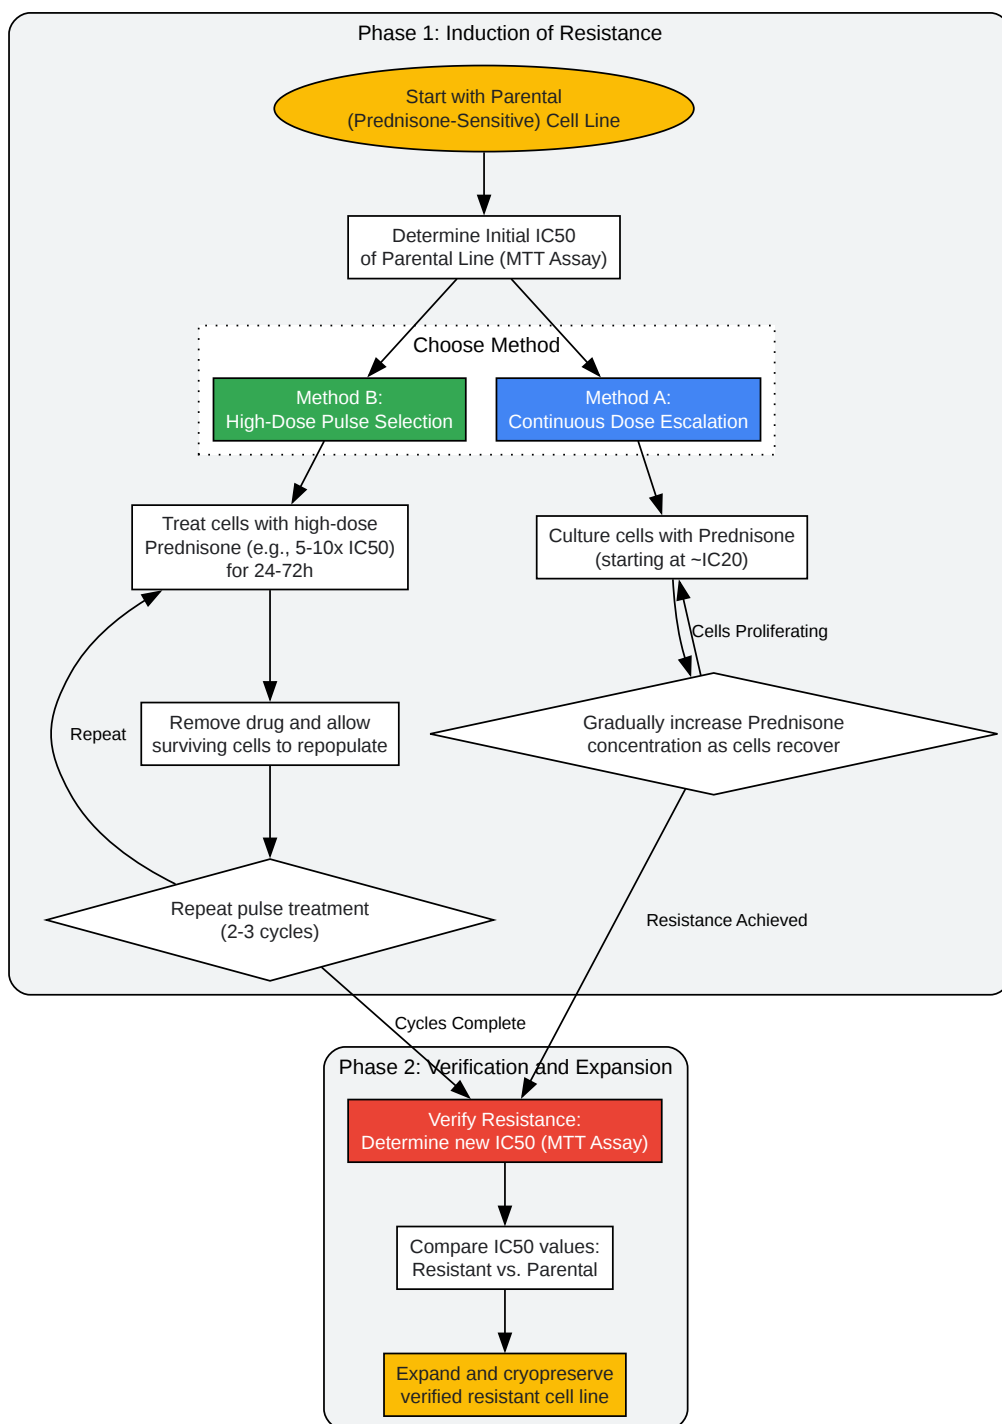 Phase 1: Induction of Resistance
Start with Parental
(Prednisone-Sensitive) Cell Line
Determine Initial IC50
of Parental Line (MTT Assay)
Choose Method
Method B:
High-Dose Pulse Selection
Method A:
Continuous Dose Escalation
Treat cells with high-dose
Prednisone (e.g., 5-10x IC50)
for 24-72h
Culture cells with Prednisone
(starting at ~IC20)
Cells Proliferating
Repeat
Remove drug and allow
surviving cells to repopulate
Gradually increase Prednisone
concentration as cells recover
Repeat pulse treatment
(2-3 cycles)
Resistance Achieved
Cycles Complete
Phase 2: Verification and Expansion
Verify Resistance:
Determine new IC50 (MTT Assay)
Compare IC50 values:
Resistant vs. Parental
Expand and cryopreserve
verified resistant cell line